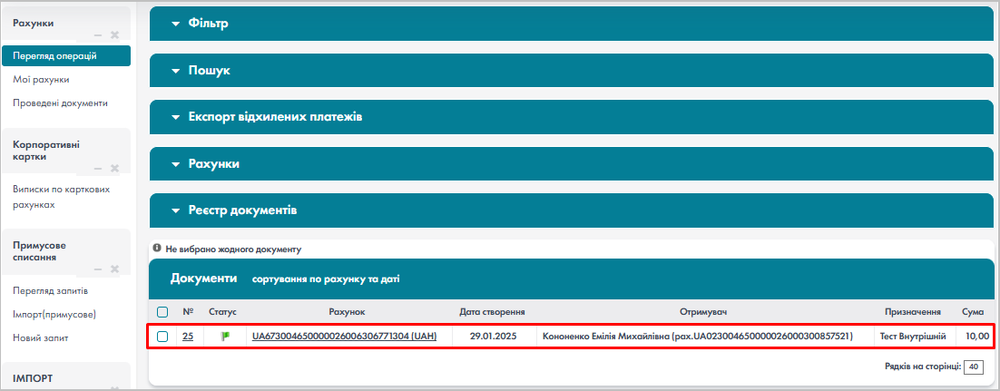 Рахунки
Перегляд операцій
Мої рахунки
Проведені документи
Корпоративні
картки
Виписки по карткових
рахунках
Примусове
списання
Перегляд запитів
Імпорт(примусове)
Новий запит
ІМПОРТ
Фільтр
Пошук
Експорт відхилених платежів
Рахунки
Реєстр документів
Не вибрано жодного документу
Документи сортування по рахунку та даті
№ Статус Рахунок Дата створення Отримувач Призначення Сума
25 UA673004650000026006306771304 (UAH) 29.01.2025 Кононенко Емілія Михайлівна (рах.UA023004650000026000300857521) Тест Внутрішній 10,00
Рядків на сторінці: 40